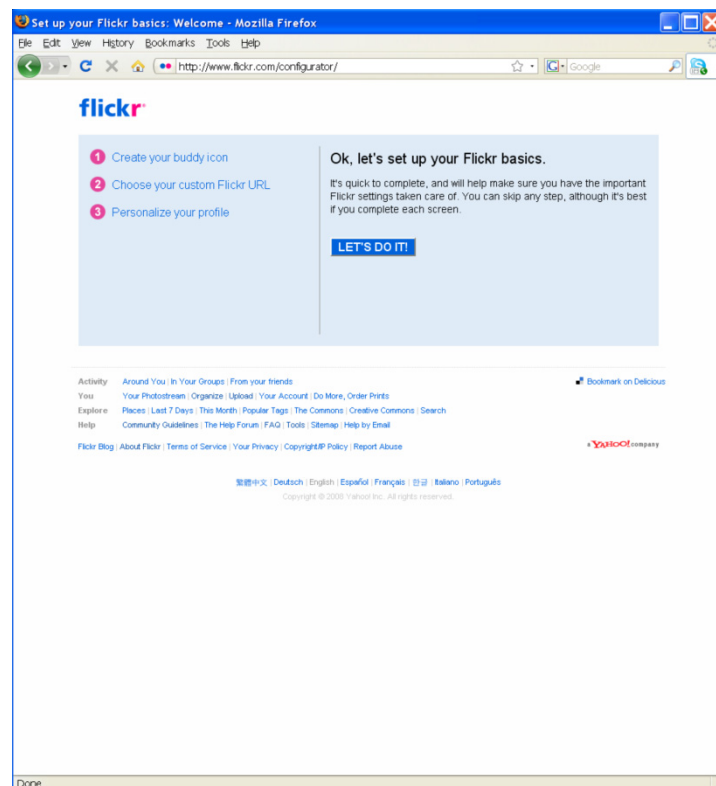 Set up your Flickr basics: Welcome - Mozilla Firefox
File Edit View History Bookmarks Tools Help
http://www.flickr.com/configurator/ Google
flickr
1 Create your buddy icon
2 Choose your custom Flickr URL
3 Personalize your profile
Ok, let's set up your Flickr basics.
It's quick to complete, and will help make sure you have the important
Flickr settings taken care of. You can skip any step, although it's best
if you complete each screen.
LET'S DO IT!
Activity Around You | In Your Groups | From your friends
Bookmark on Delicious
You Your Photostream | Organize | Upload | Your Account | Do More, Order Prints
Explore Places | Last 7 Days | This Month | Popular Tags | The Commons | Creative Commons | Search
Help Community Guidelines | The Help Forum | FAQ | Tools | Sitemap | Help by Email
Flickr Blog | About Flickr | Terms of Service | Your Privacy | Copyright/IP Policy | Report Abuse
a YAHOO! company
繁體中文 | Deutsch | English | Español | Français | 한글 | Italiano | Português
Copyright © 2008 Yahoo! Inc. All rights reserved.
Done